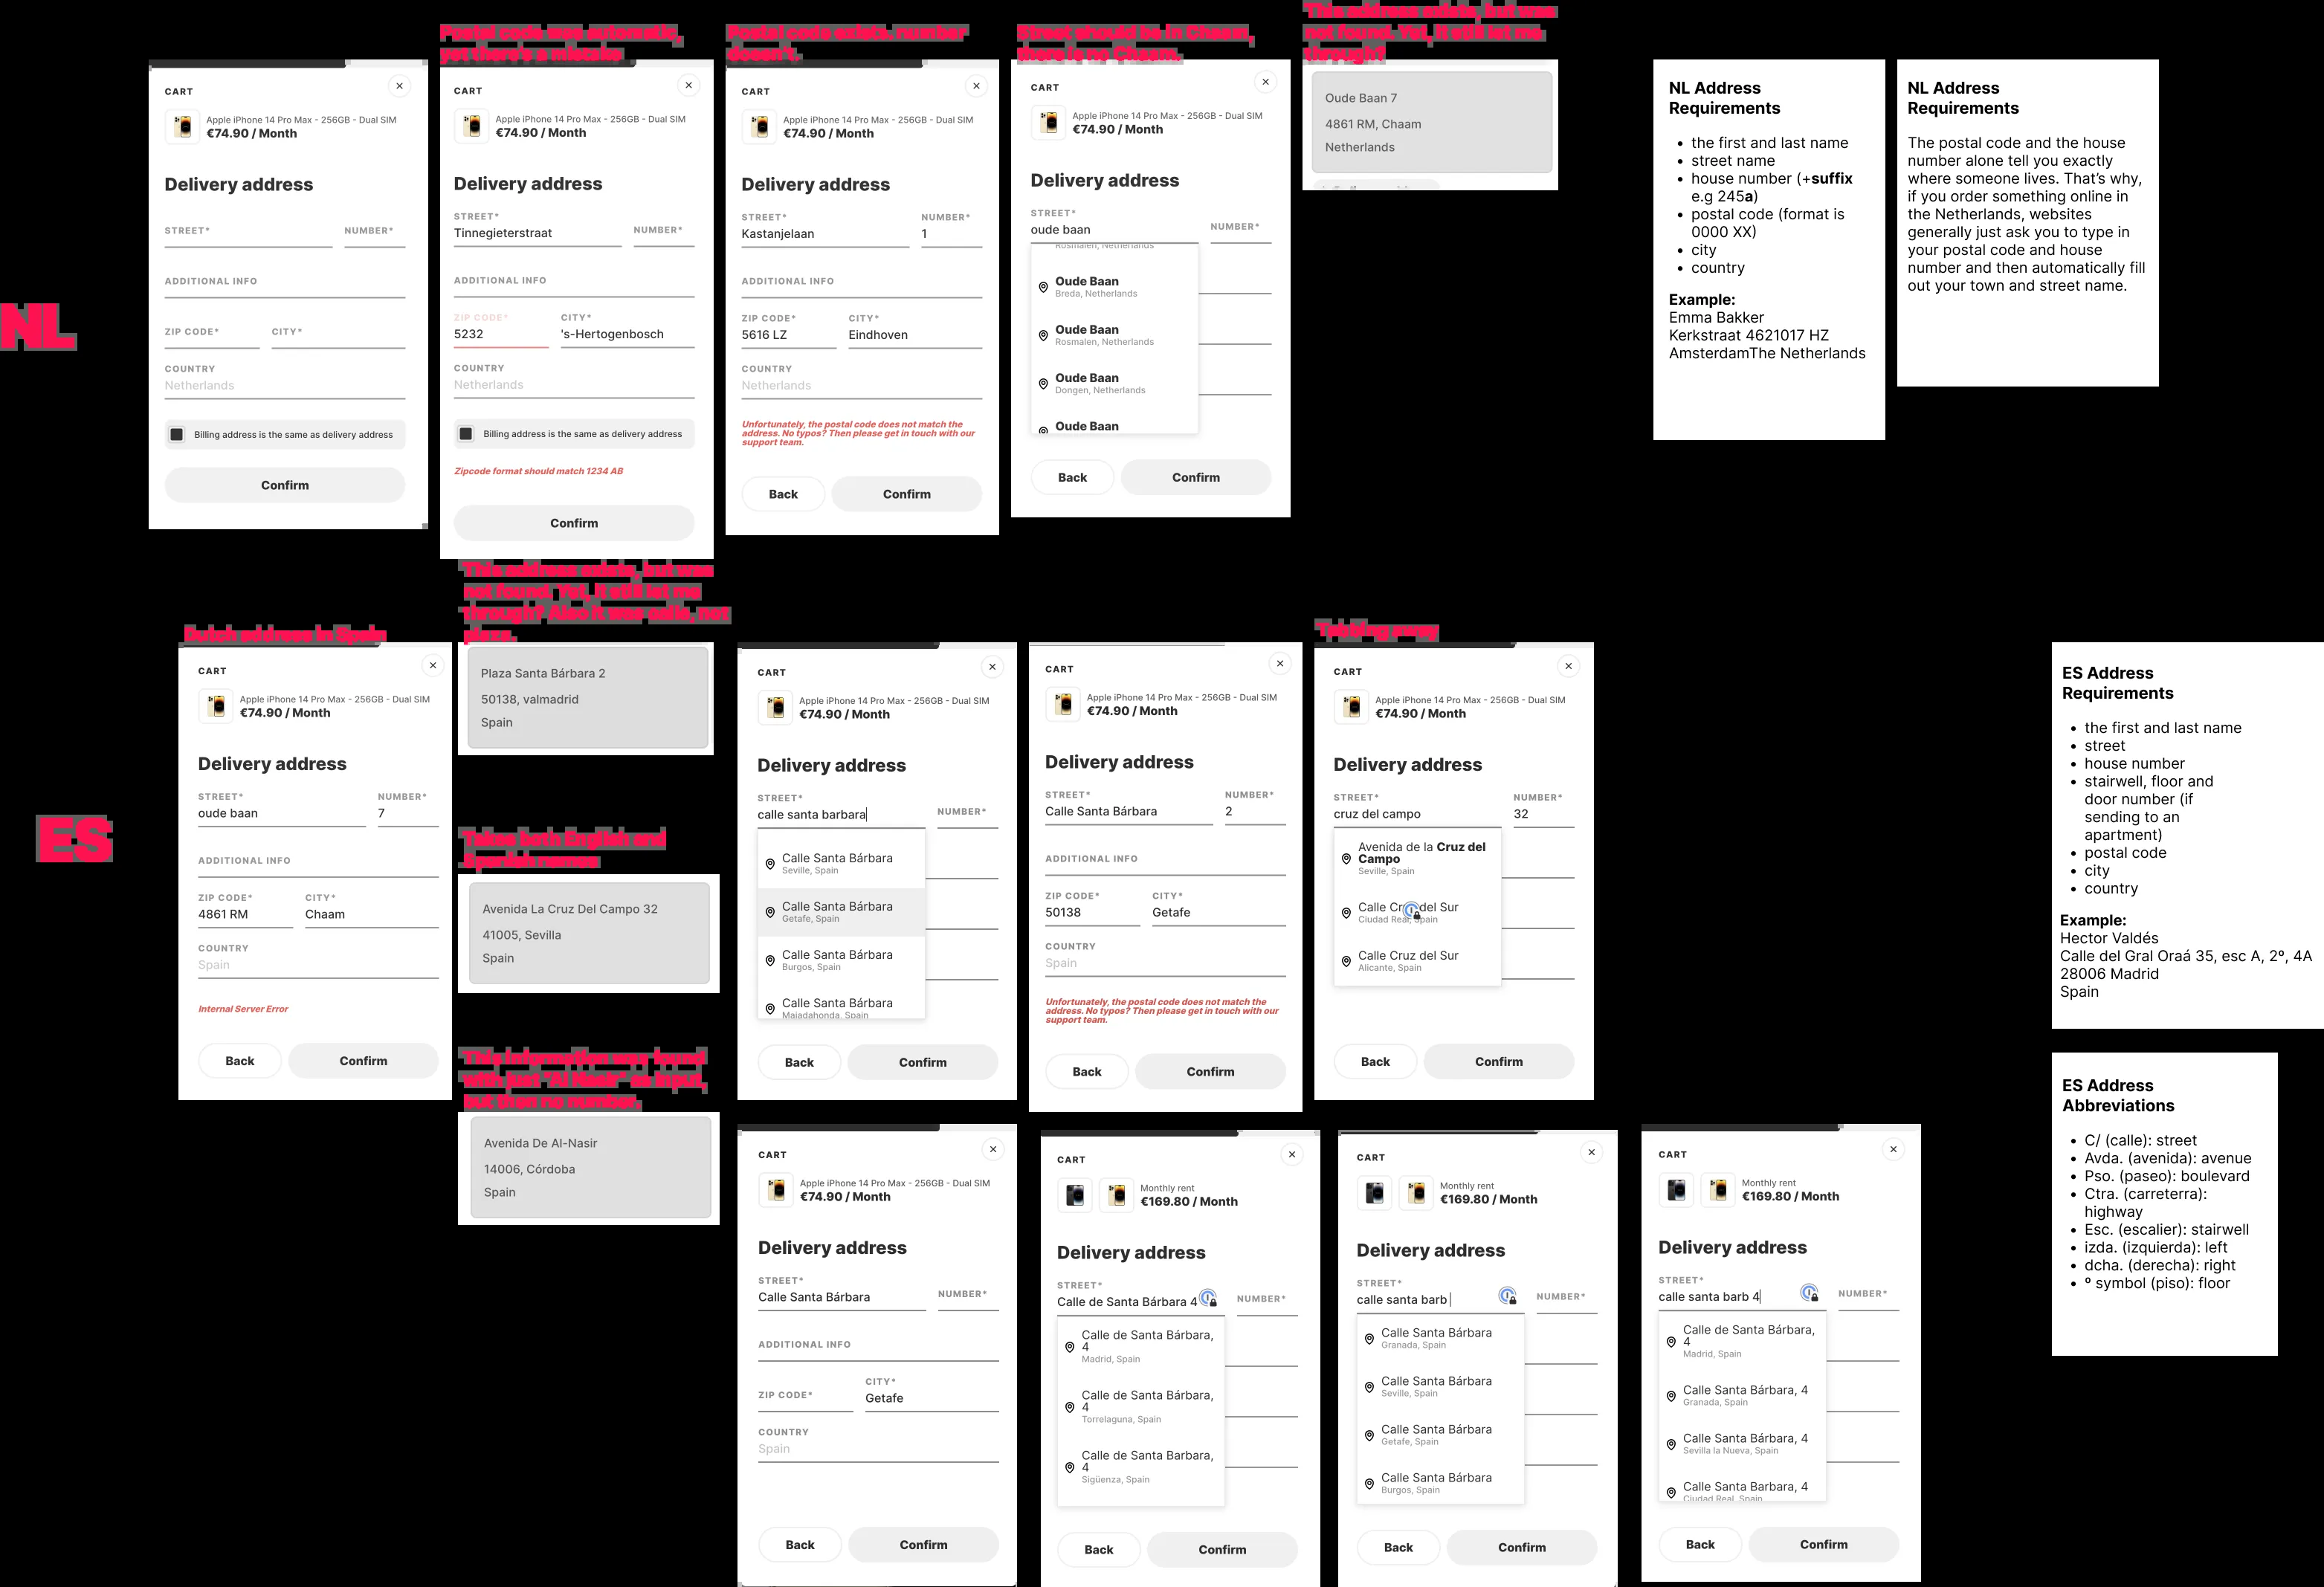 NL
CART
Apple iPhone 14 Pro Max - 256GB - Dual SIM
€74.90 / Month
Delivery address
STREET*
NUMBER*
ADDITIONAL INFO
ZIP CODE*
CITY*
COUNTRY
Netherlands
Billing address is the same as delivery address
Confirm
Postal code was automatic,
yet there's a mistake
CART
Apple iPhone 14 Pro Max - 256GB - Dual SIM
€74.90 / Month
Delivery address
STREET*
Tinnegieterstraat
NUMBER*
ADDITIONAL INFO
ZIP CODE*
5232
CITY*
's-Hertogenbosch
COUNTRY
Netherlands
Billing address is the same as delivery address
Zipcode format should match 1234 AB
Confirm
Postal code exists, number
doesn't.
CART
Apple iPhone 14 Pro Max - 256GB - Dual SIM
€74.90 / Month
Delivery address
STREET*
Kastanjelaan
NUMBER*
1
ADDITIONAL INFO
ZIP CODE*
5616 LZ
CITY*
Eindhoven
COUNTRY
Netherlands
Unfortunately, the postal code does not match the
address. No typos? Then please get in touch with our
support team.
Back
Confirm
Street should be in Chaam,
there is no Chaam.
CART
Apple iPhone 14 Pro Max - 256GB - Dual SIM
€74.90 / Month
Delivery address
STREET*
oude baan
NUMBER*
Rosmalen, Netherlands
Oude Baan
Breda, Netherlands
Oude Baan
Rosmalen, Netherlands
Oude Baan
Dongen, Netherlands
Oude Baan
Back
Confirm
This address exists, but was
not found. Yet, it still let me
through?
Oude Baan 7
4861 RM, Chaam
Netherlands
NL Address
Requirements
• the first and last name
• street name
• house number (+suffix
e.g 245a)
• postal code (format is
0000 XX)
• city
• country
Example:
Emma Bakker
Kerkstraat 4621017 HZ
AmsterdamThe Netherlands
NL Address
Requirements
The postal code and the house
number alone tell you exactly
where someone lives. That's why,
if you order something online in
the Netherlands, websites
generally just ask you to type in
your postal code and house
number and then automatically fill
out your town and street name.
ES
Dutch address in Spain
CART
Apple iPhone 14 Pro Max - 256GB - Dual SIM
€74.90 / Month
Delivery address
STREET*
oude baan
NUMBER*
7
ADDITIONAL INFO
ZIP CODE*
4861 RM
CITY*
Chaam
COUNTRY
Spain
Internal Server Error
Back
Confirm
This address exists, but was
not found. Yet, it still let me
through? Also it was calle, not
plaza.
Plaza Santa Bárbara 2
50138, valmadrid
Spain
Takes both English and
Spanish names
Avenida La Cruz Del Campo 32
41005, Sevilla
Spain
This information was found
with just "Al Nasir" as input,
but then no number.
Avenida De Al-Nasir
14006, Córdoba
Spain
CART
Apple iPhone 14 Pro Max - 256GB - Dual SIM
€74.90 / Month
Delivery address
STREET*
calle santa barbara
NUMBER*
Calle Santa Bárbara
Seville, Spain
Calle Santa Bárbara
Getafe, Spain
Calle Santa Bárbara
Burgos, Spain
Calle Santa Bárbara
Majadahonda, Spain
Back
Confirm
CART
Apple iPhone 14 Pro Max - 256GB - Dual SIM
€74.90 / Month
Delivery address
STREET*
Calle Santa Bárbara
NUMBER*
2
ADDITIONAL INFO
ZIP CODE*
50138
CITY*
Getafe
COUNTRY
Spain
Unfortunately, the postal code does not match the
address. No typos? Then please get in touch with our
support team.
Back
Confirm
Tabbing away
CART
Apple iPhone 14 Pro Max - 256GB - Dual SIM
€74.90 / Month
Delivery address
STREET*
cruz del campo
NUMBER*
32
Avenida de la Cruz del
Campo
Seville, Spain
Calle Cruz del Sur
Ciudad Real, Spain
Calle Cruz del Sur
Alicante, Spain
Back
Confirm
ES Address
Requirements
• the first and last name
• street
• house number
• stairwell, floor and
door number (if
sending to an
apartment)
• postal code
• city
• country
Example:
Hector Valdés
Calle del Gral Oraá 35, esc A, 2º, 4A
28006 Madrid
Spain
CART
Apple iPhone 14 Pro Max - 256GB - Dual SIM
€74.90 / Month
Delivery address
STREET*
Calle Santa Bárbara
NUMBER*
ADDITIONAL INFO
ZIP CODE*
CITY*
Getafe
COUNTRY
Spain
Back
Confirm
CART
Monthly rent
€169.80 / Month
Delivery address
STREET*
Calle de Santa Bárbara 4
NUMBER*
Calle de Santa Bárbara,
4
Madrid, Spain
Calle de Santa Bárbara,
4
Torrelaguna, Spain
Calle de Santa Barbara,
4
Sigüenza, Spain
Back
Confirm
CART
Monthly rent
€169.80 / Month
Delivery address
STREET*
calle santa barb
NUMBER*
Calle Santa Bárbara
Granada, Spain
Calle Santa Bárbara
Seville, Spain
Calle Santa Bárbara
Getafe, Spain
Calle Santa Bárbara
Burgos, Spain
Back
Confirm
CART
Monthly rent
€169.80 / Month
Delivery address
STREET*
calle santa barb 4
NUMBER*
Calle de Santa Bárbara,
4
Madrid, Spain
Calle Santa Bárbara, 4
Granada, Spain
Calle Santa Bárbara, 4
Sevilla la Nueva, Spain
Calle Santa Barbara, 4
Ciudad Real, Spain
Back
Confirm
ES Address
Abbreviations
• C/ (calle): street
• Avda. (avenida): avenue
• Pso. (paseo): boulevard
• Ctra. (carreterra):
highway
• Esc. (escalier): stairwell
• izda. (izquierda): left
• dcha. (derecha): right
• º symbol (piso): floor